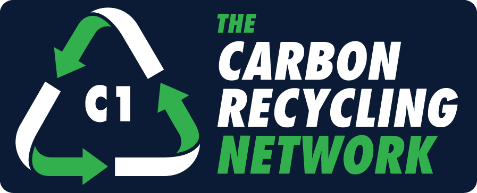 C1
THE
CARBON
RECYCLING
NETWORK